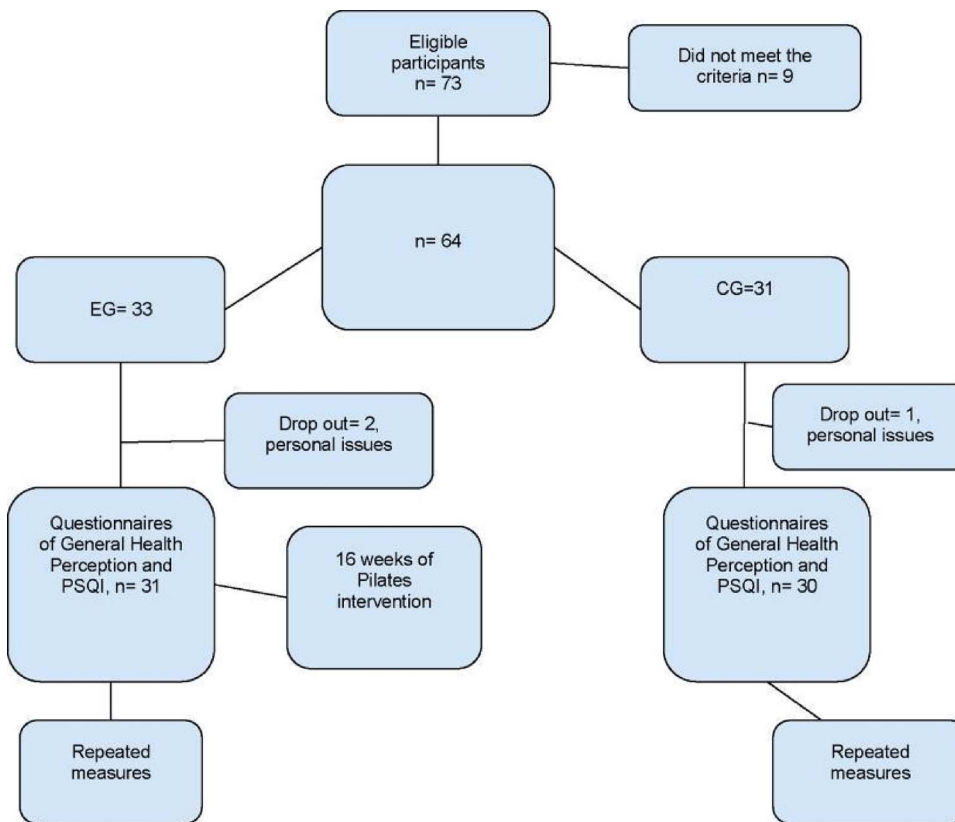 Eligible
participants
n= 73
Did not meet the
criteria n= 9
n= 64
EG= 33
CG=31
Drop out= 2,
personal issues
Drop out= 1,
personal issues
Questionnaires
of General Health
Perception and
PSQI, n= 31
16 weeks of
Pilates
intervention
Questionnaires
of General Health
Perception and
PSQI, n= 30
Repeated
measures
Repeated
measures